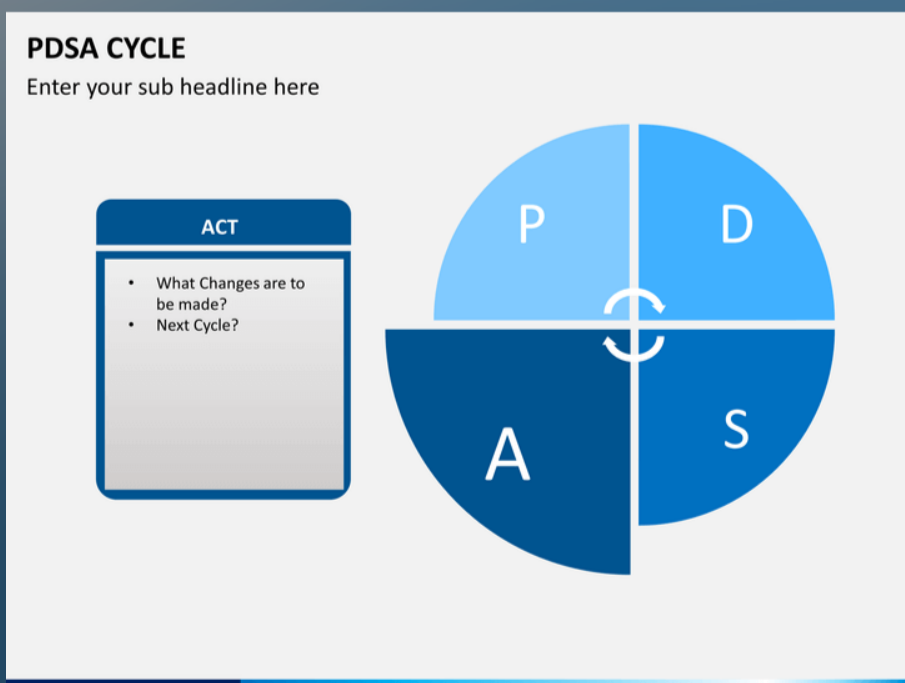 PDSA CYCLE
Enter your sub headline here
ACT
• What Changes are to
be made?
• Next Cycle?
P
D
A
S